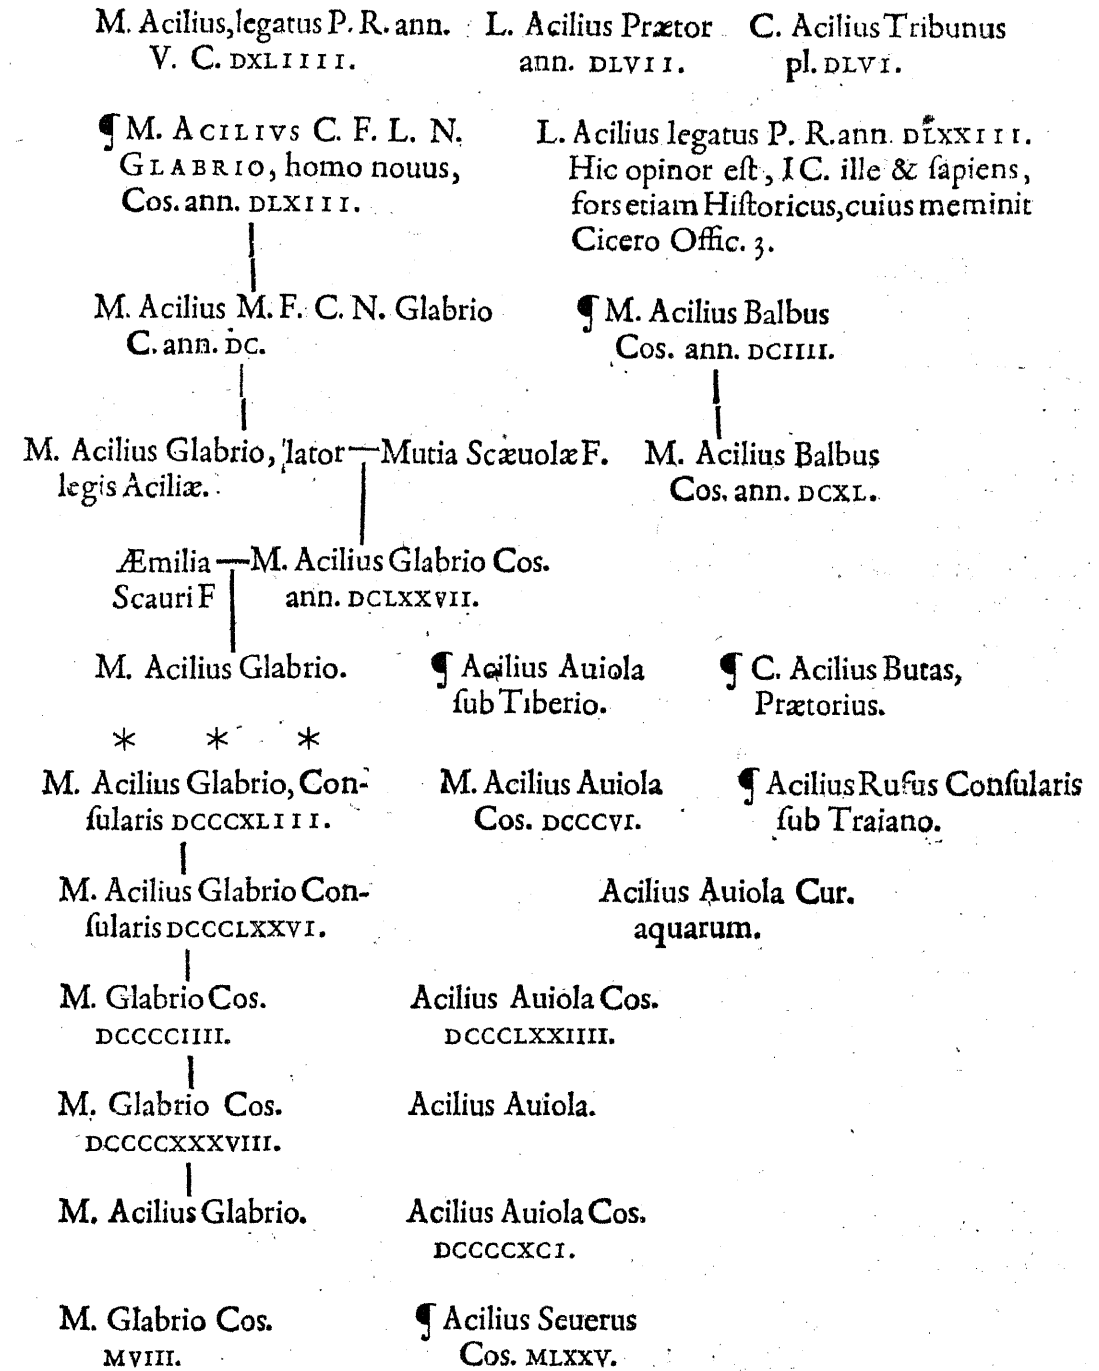 M. Acilius, legatus P. R. ann.
V. C. DXLIIII.
L. Acilius Prætor
ann. DLVII.
C. Acilius Tribunus
pl. DLVI.
¶ M. ACILIVS C. F. L. N.
GLABRIO, homo nouus,
Cos. ann. DLXIII.
L. Acilius legatus P. R. ann. DLXXIII.
Hic opinor eſt, IC. ille & ſapiens,
fors etiam Hiſtoricus, cuius meminit
Cicero Offic. 3.
M. Acilius M. F. C. N. Glabrio
C. ann. DC.
¶ M. Acilius Balbus
Cos. ann. DCIIII.
M. Acilius Glabrio, lator — Mutia Scæuolæ F.
legis Aciliæ.
M. Acilius Balbus
Cos. ann. DCXL.
Æmilia — M. Acilius Glabrio Cos.
Scauri F ann. DCLXXVII.
M. Acilius Glabrio.
¶ Acilius Auiola
ſub Tiberio.
¶ C. Acilius Butas,
Prætorius.
* * *
M. Acilius Glabrio, Con-
ſularis DCCCXLIII.
M. Acilius Auiola
Cos. DCCCVI.
¶ Acilius Rufus Conſularis
ſub Traiano.
M. Acilius Glabrio Con-
ſularis DCCCLXXVI.
Acilius Auiola Cur.
aquarum.
M. Glabrio Cos.
DCCCCIIII.
Acilius Auiola Cos.
DCCCLXXIIII.
M. Glabrio Cos.
DCCCCXXXVIII.
Acilius Auiola.
M. Acilius Glabrio.
Acilius Auiola Cos.
DCCCCXCI.
M. Glabrio Cos.
MVIII.
¶ Acilius Seuerus
Cos. MLXXV.